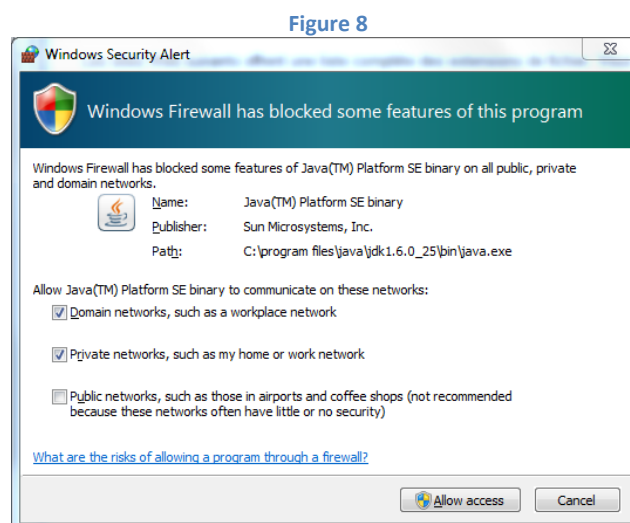 Figure 8
Windows Security Alert
Windows Firewall has blocked some features of this program
Windows Firewall has blocked some features of Java(TM) Platform SE binary on all public, private
and domain networks.
Name: Java(TM) Platform SE binary
Publisher: Sun Microsystems, Inc.
Path: C:\program files\java\jdk1.6.0_25\bin\java.exe
Allow Java(TM) Platform SE binary to communicate on these networks:
Domain networks, such as a workplace network
Private networks, such as my home or work network
Public networks, such as those in airports and coffee shops (not recommended
because these networks often have little or no security)
What are the risks of allowing a program through a firewall?
Allow access Cancel